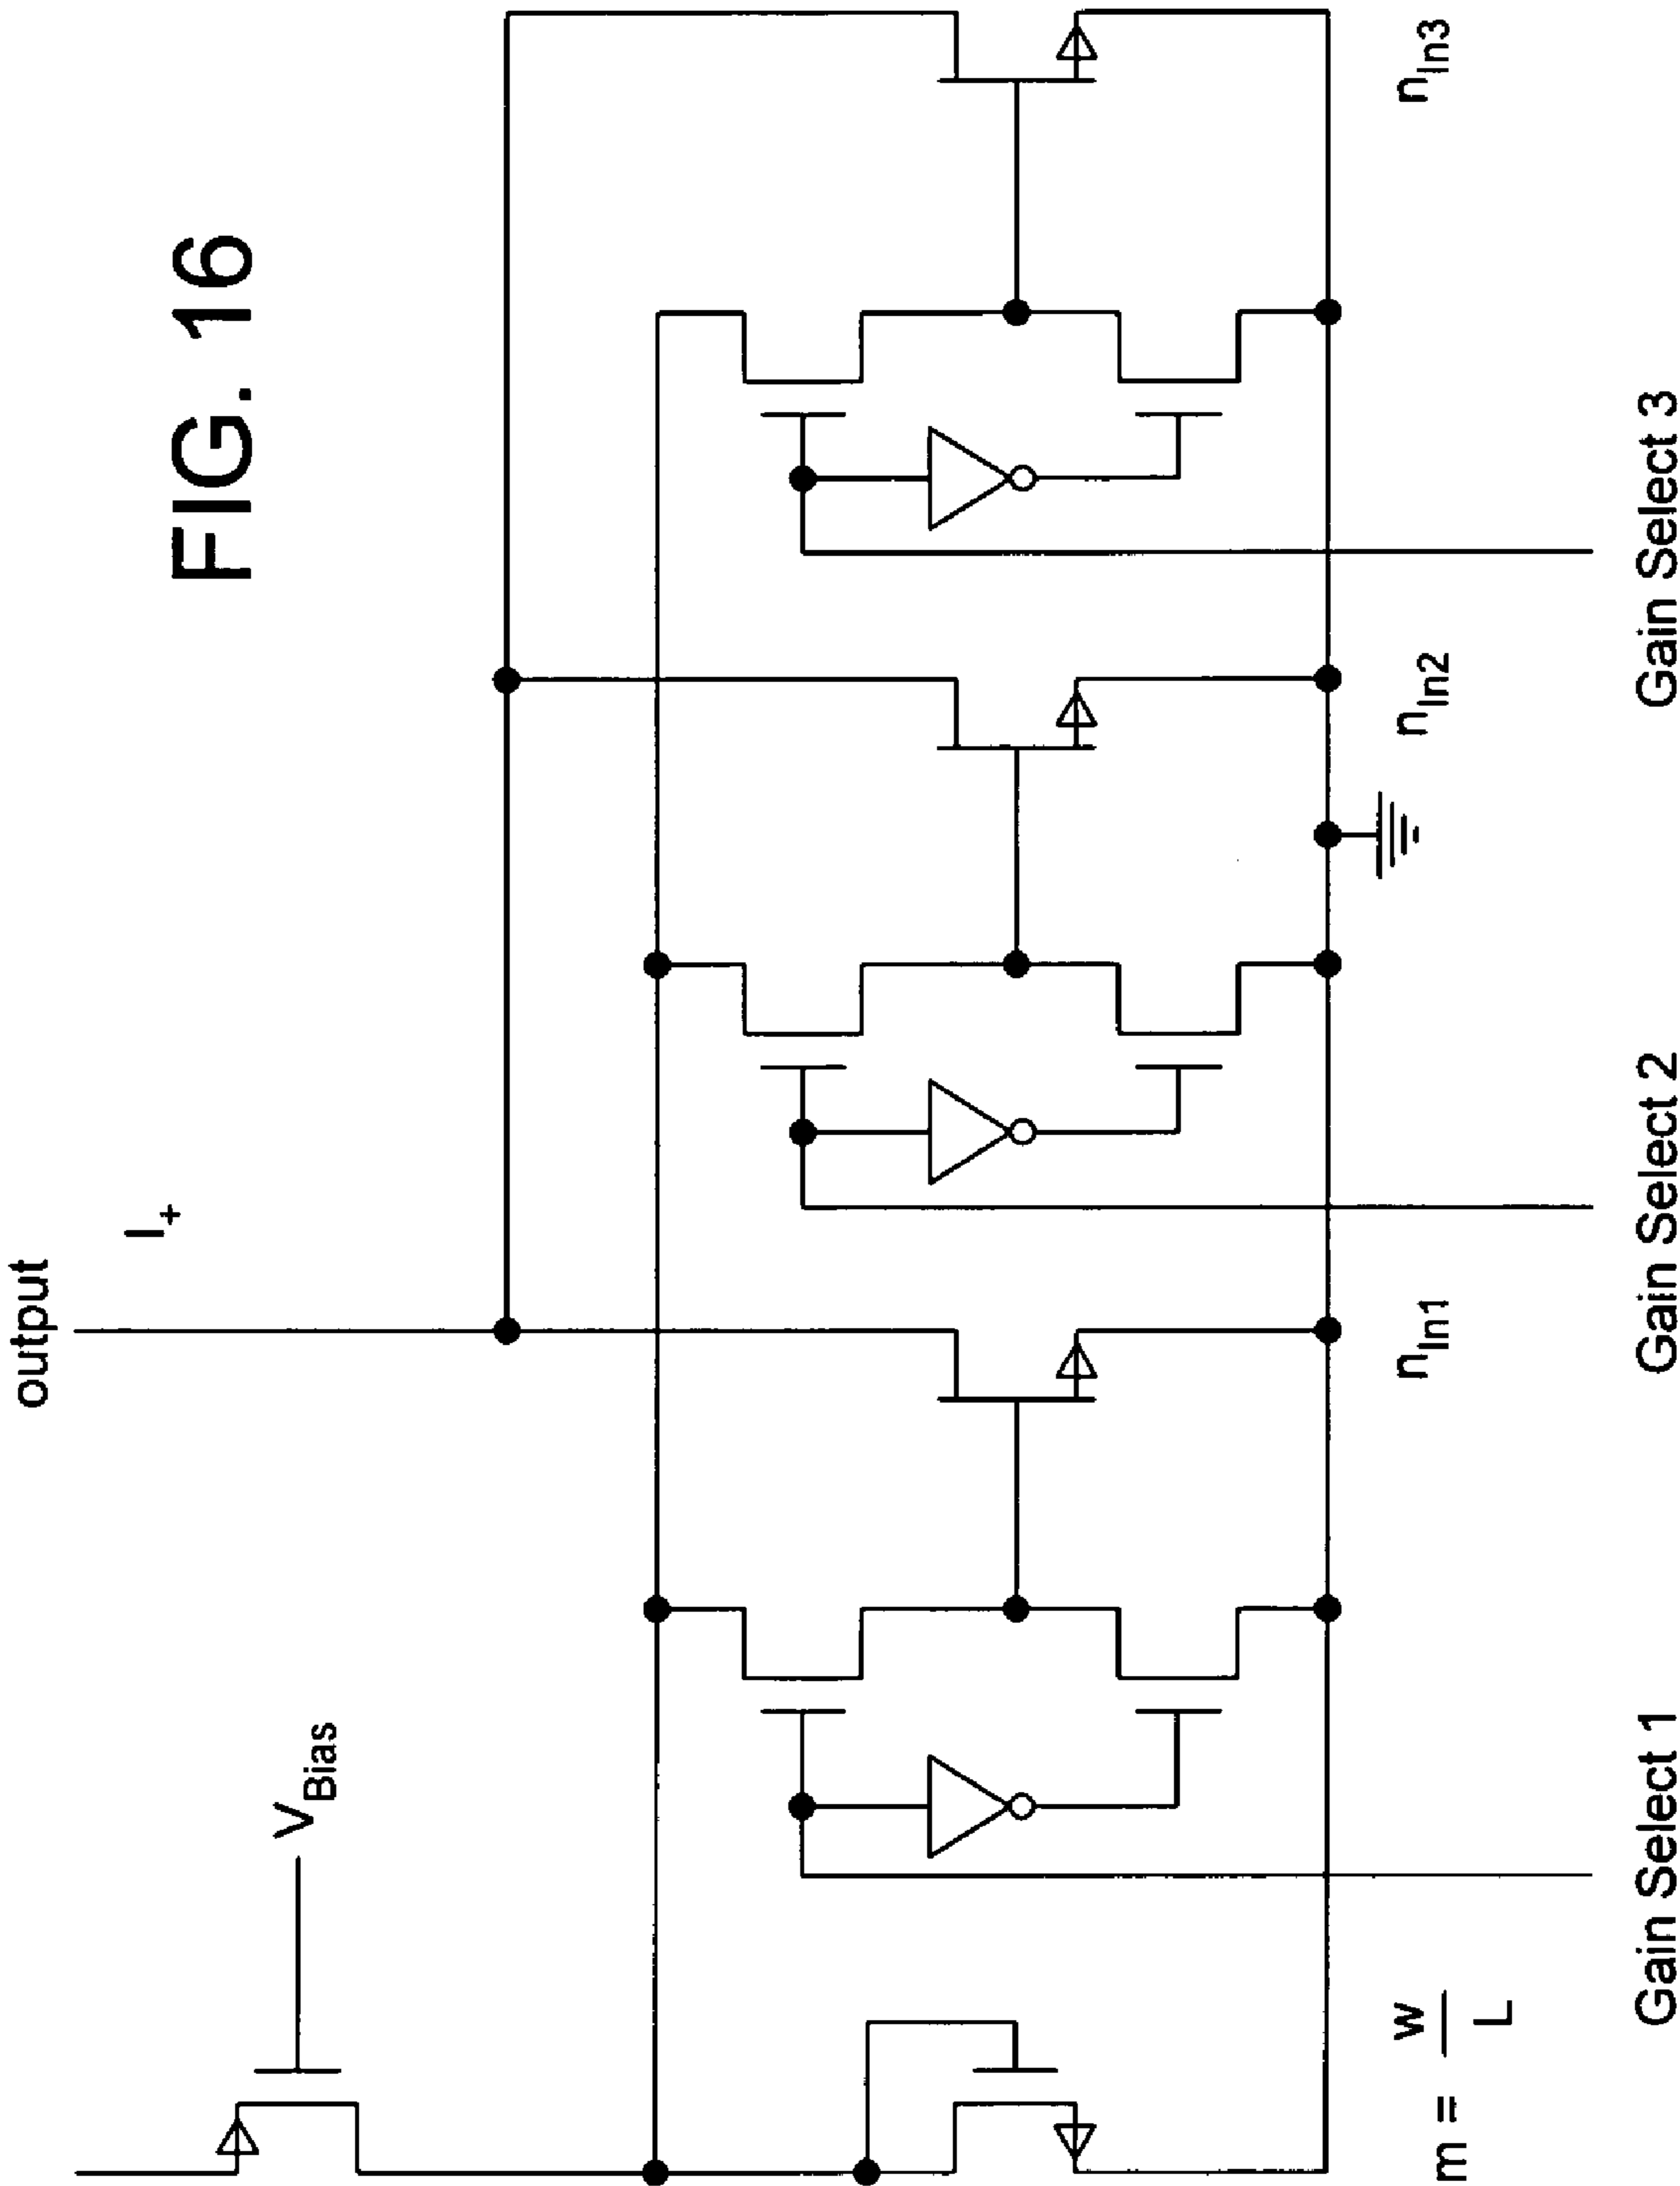 FIG. 16
output
I+
VBias
m = W/L
nIn1
nIn2
nIn3
Gain Select 1
Gain Select 2
Gain Select 3